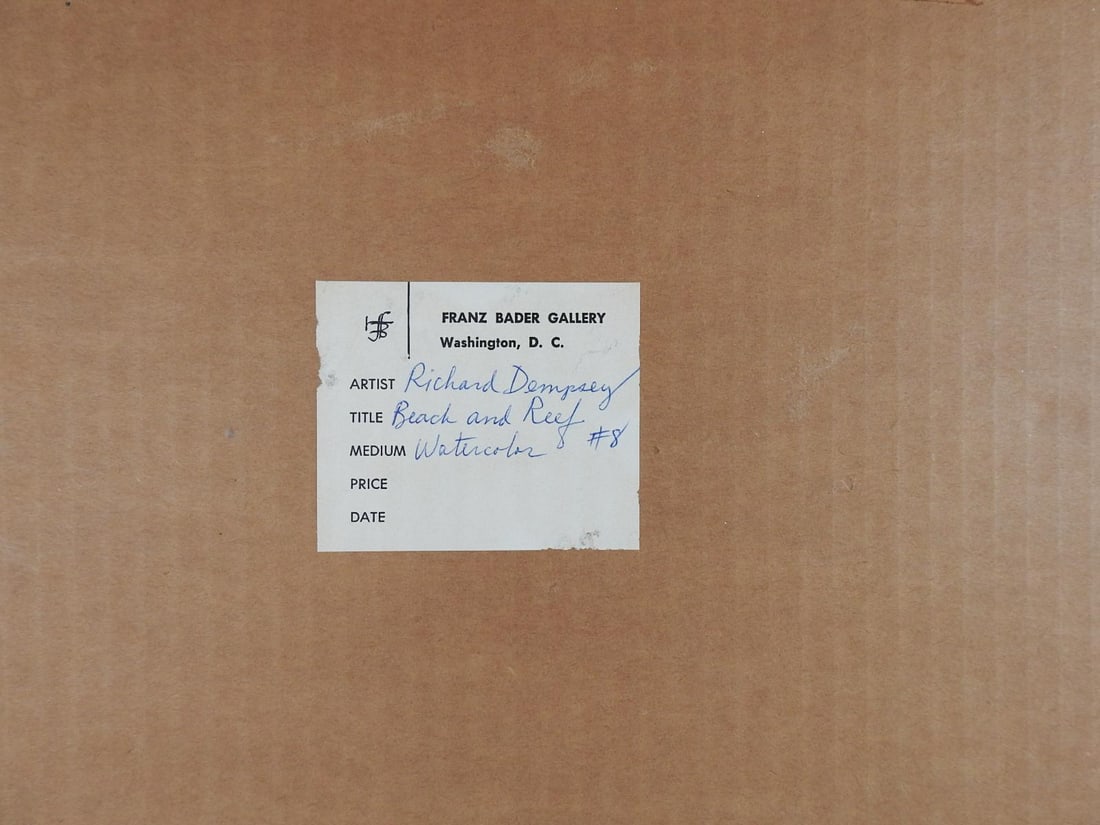 FRANZ BADER GALLERY
Washington, D. C.
ARTIST Richard Dempsey
TITLE Beach and Reef
MEDIUM Watercolor #8
PRICE
DATE